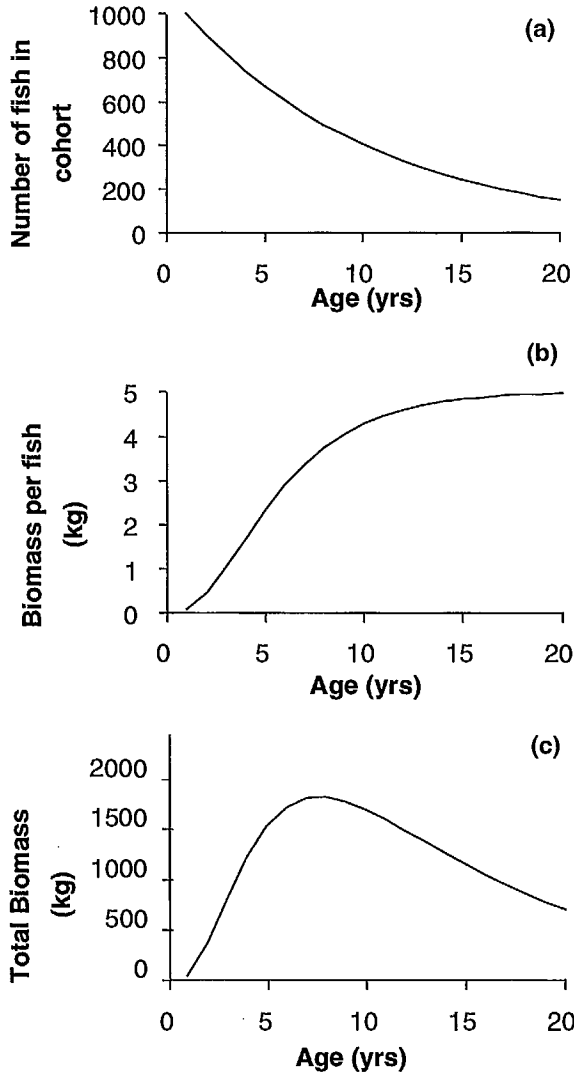 (a)
Number of fish in
cohort
1000
800
600
400
200
0
0 5 10 15 20
Age (yrs)
(b)
Biomass per fish
(kg)
5
4
3
2
1
0
0 5 10 15 20
Age (yrs)
(c)
Total Biomass
(kg)
2000
1500
1000
500
0
0 5 10 15 20
Age (yrs)